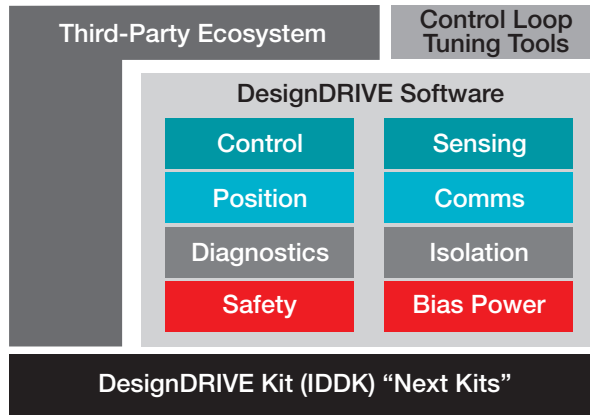 Third-Party Ecosystem
Control Loop
Tuning Tools
DesignDRIVE Software
Control
Sensing
Position
Comms
Diagnostics
Isolation
Safety
Bias Power
DesignDRIVE Kit (IDDK) “Next Kits”